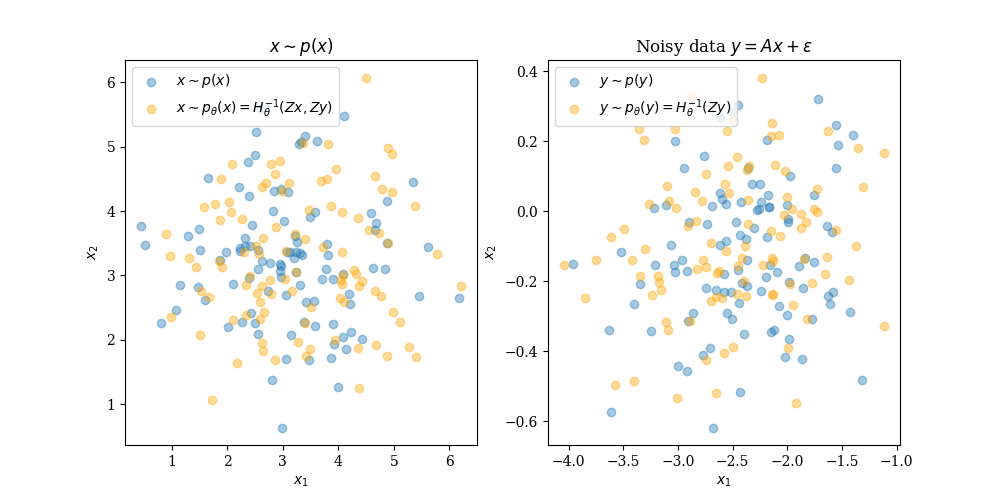 x ~ p(x)
x ~ p(x)
x ~ pθ(x) = Hθ⁻¹(Zx, Zy)
6
5
4
3
2
1
x₂
1 2 3 4 5 6
x₁
Noisy data y = Ax + ε
y ~ p(y)
y ~ pθ(y) = Hθ⁻¹(Zy)
0.4
0.2
0.0
−0.2
−0.4
−0.6
x₂
−4.0 −3.5 −3.0 −2.5 −2.0 −1.5 −1.0
x₁